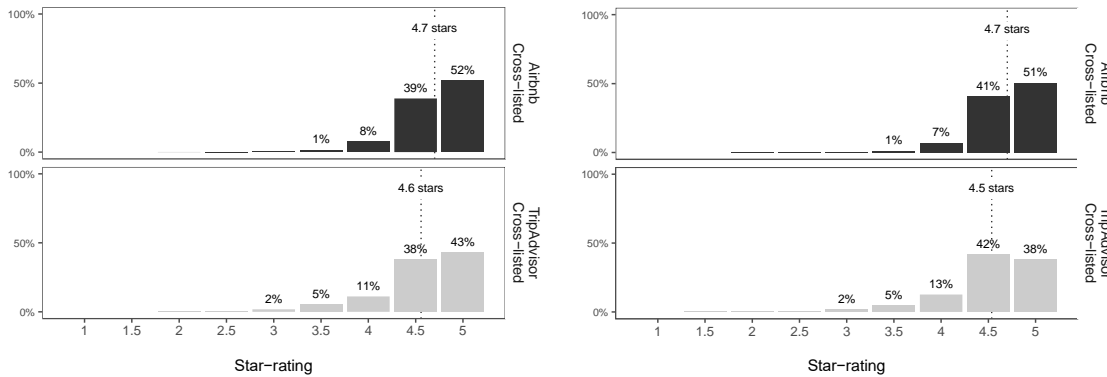 100%
4.7 stars
52%
39%
50%
8%
1%
0%
Airbnb
Cross−listed
100%
4.6 stars
50%
43%
38%
11%
5%
2%
0%
TripAdvisor
Cross−listed
1 1.5 2 2.5 3 3.5 4 4.5 5
Star−rating
100%
4.7 stars
51%
41%
50%
7%
1%
0%
Cross−listed
100%
4.5 stars
50%
42%
38%
13%
5%
2%
0%
Cross−listed
1 1.5 2 2.5 3 3.5 4 4.5 5
Star−rating